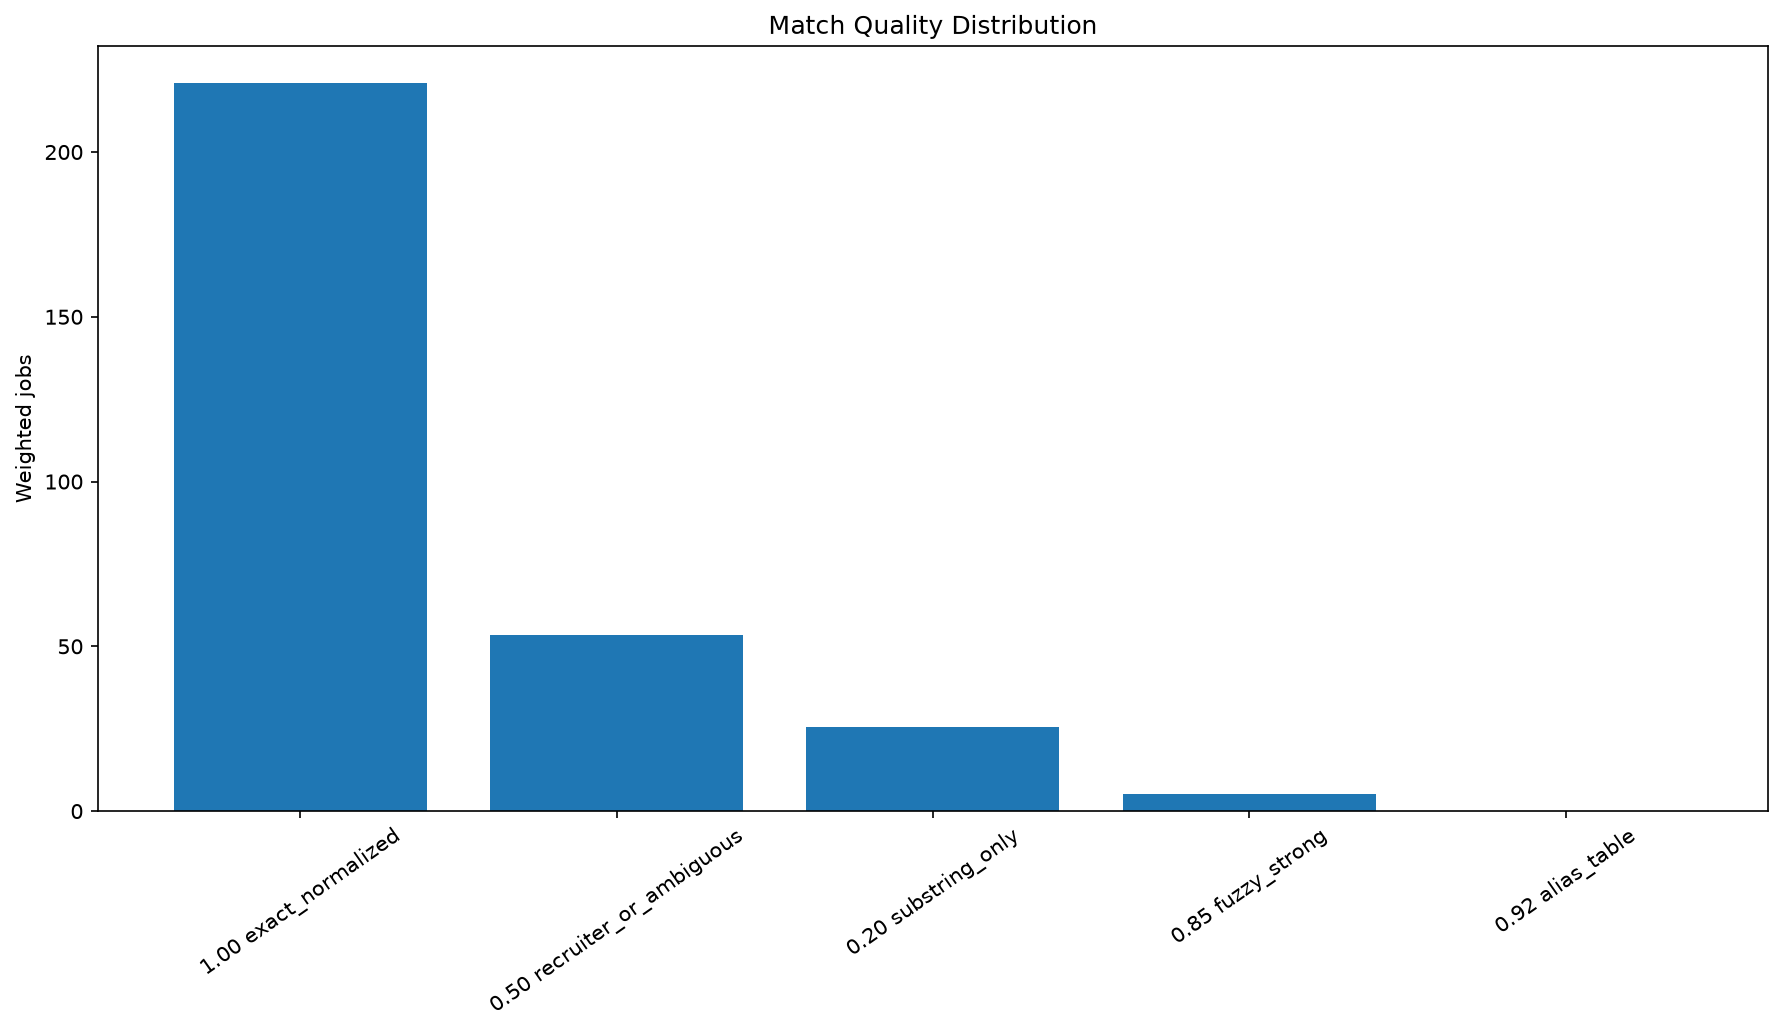 Match Quality Distribution
Weighted jobs
200
150
100
50
0
1.00 exact_normalized
0.50 recruiter_or_ambiguous
0.20 substring_only
0.85 fuzzy_strong
0.92 alias_table